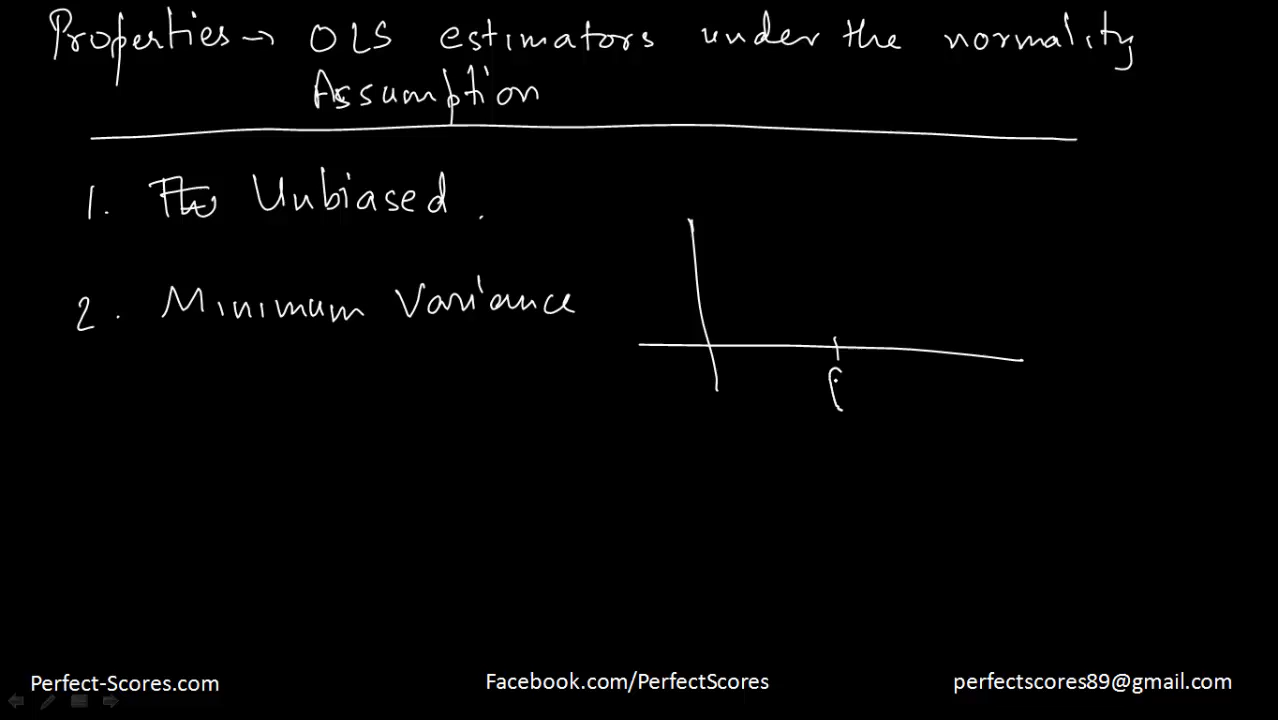 Properties → OLS estimators under the normality
Assumption
1. Unbiased.
2. Minimum Variance
Perfect-Scores.com
Facebook.com/PerfectScores
perfectscores89@gmail.com